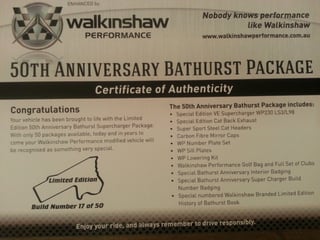 ENHANCED BY
walkinshaw
PERFORMANCE
Nobody knows performance
like Walkinshaw
www.walkinshawperformance.com.au
50TH ANNIVERSARY BATHURST PACKAGE
Certificate of Authenticity
Congratulations
Your vehicle has been brought to life with the Limited
Edition 50th Anniversary Bathurst Supercharger Package.
With only 50 packages available, today and in years to
come your Walkinshaw Performance modified vehicle will
be recognised as something very special.
Limited Edition
Build Number 17 of 50
The 50th Anniversary Bathurst Package includes:
• Special Edition VE Supercharger WP330 LS3/L98
• Special Edition Cat Back Exhaust
• Super Sport Steel Cat Headers
• Carbon Fibre Mirror Caps
• WP Number Plate Set
• WP Sill Plates
• WP Lowering Kit
• Walkinshaw Performance Golf Bag and Full Set of Clubs
• Special Bathurst Anniversary Interior Badging
• Special Bathurst Anniversary Super Charger Build
Number Badging
• Special numbered Walkinshaw Branded Limited Edition
History of Bathurst Book
Enjoy your ride, and always remember to drive responsibly.